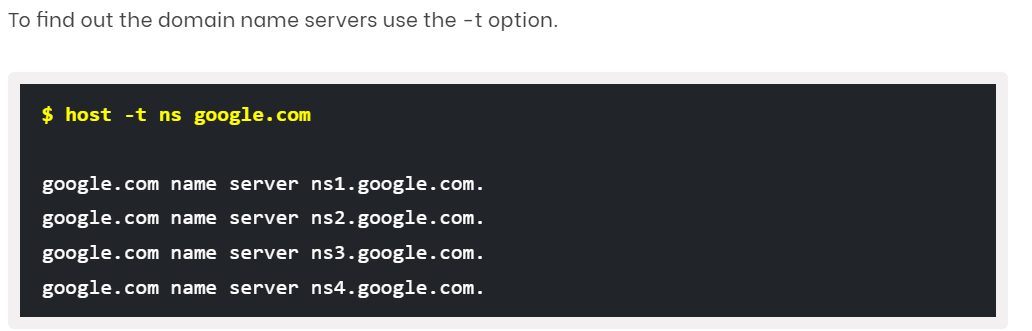 To find out the domain name servers use the -t option.
$ host -t ns google.com
google.com name server ns1.google.com.
google.com name server ns2.google.com.
google.com name server ns3.google.com.
google.com name server ns4.google.com.